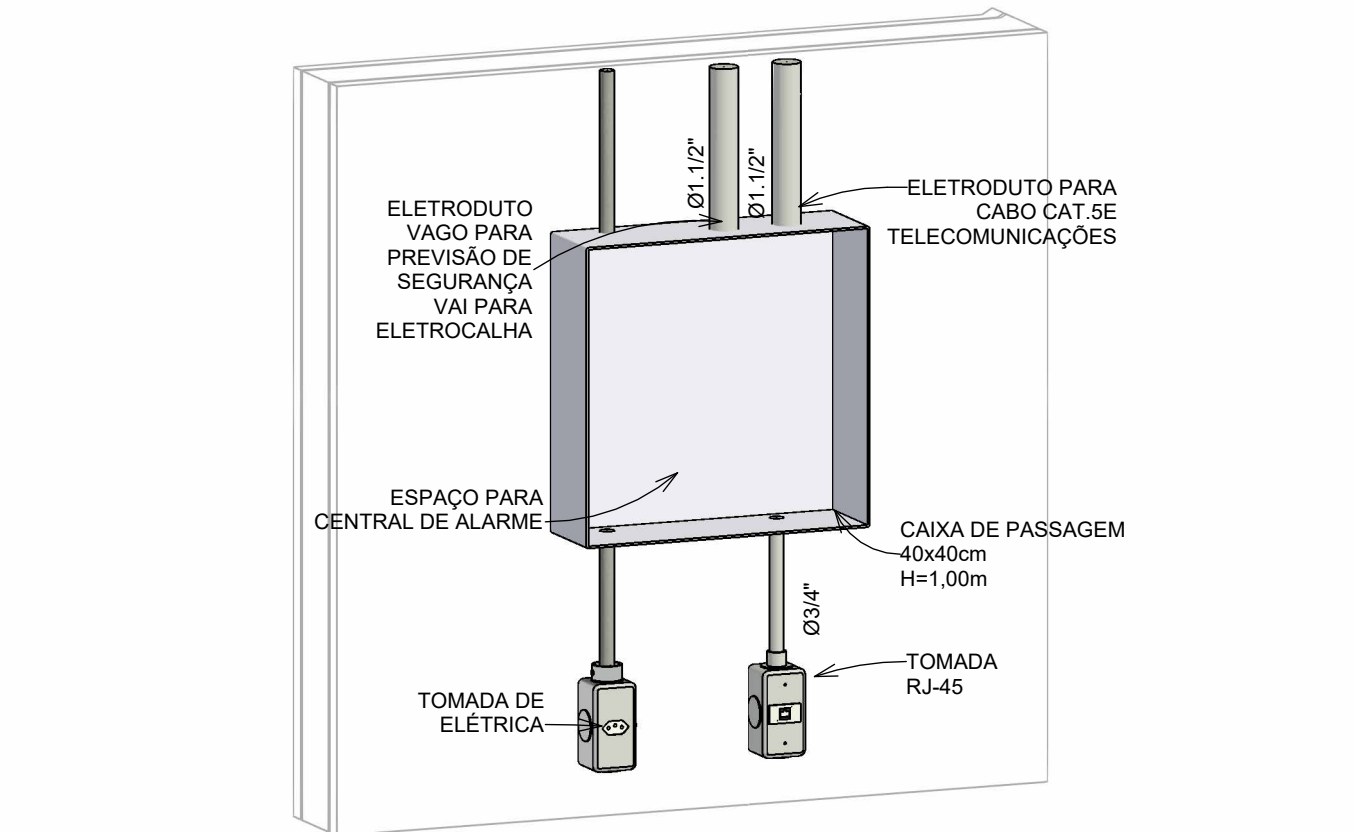 Ø1.1/2"
Ø1.1/2"
ELETRODUTO PARA
CABO CAT.5E
TELECOMUNICAÇÕES
ELETRODUTO
VAGO PARA
PREVISÃO DE
SEGURANÇA
VAI PARA
ELETROCALHA
ESPAÇO PARA
CENTRAL DE ALARME
CAIXA DE PASSAGEM
40x40cm
H=1,00m
Ø3/4"
TOMADA
RJ-45
TOMADA DE
ELÉTRICA